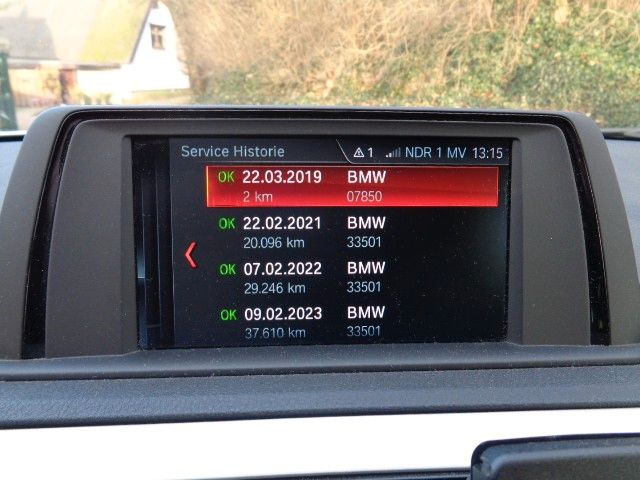 Service Historie 1 NDR 1 MV 13:15
OK 22.03.2019 BMW
2 km 07850
OK 22.02.2021 BMW
20.096 km 33501
OK 07.02.2022 BMW
29.246 km 33501
OK 09.02.2023 BMW
37.610 km 33501